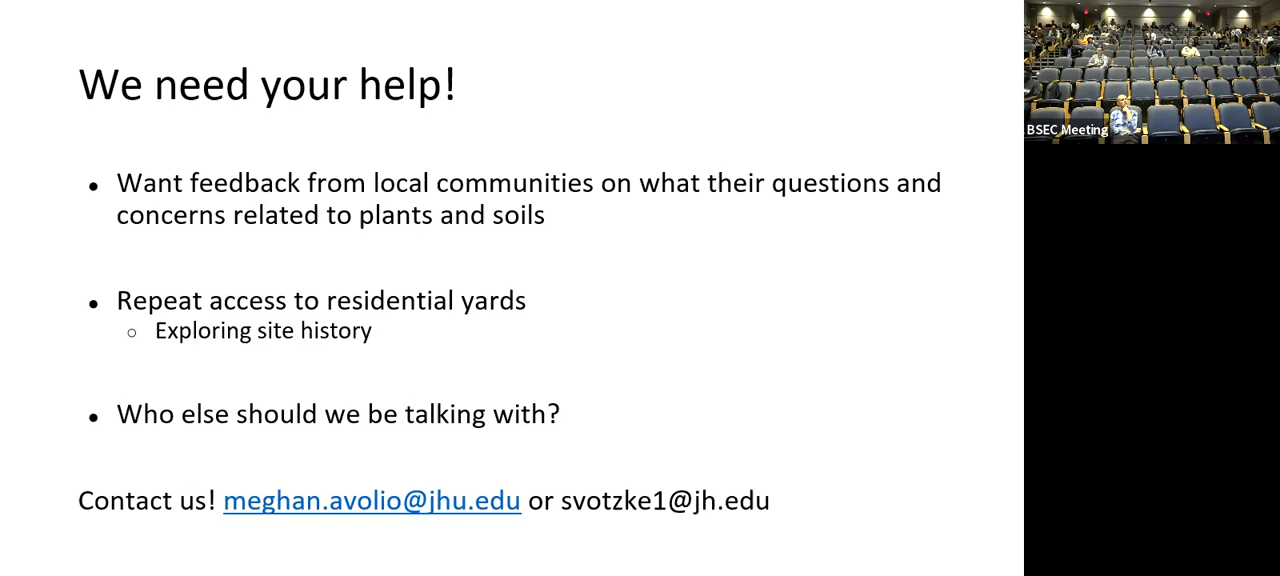 We need your help!
• Want feedback from local communities on what their questions and
concerns related to plants and soils
• Repeat access to residential yards
○ Exploring site history
• Who else should we be talking with?
Contact us! meghan.avolio@jhu.edu or svotzke1@jh.edu
BSEC Meeting